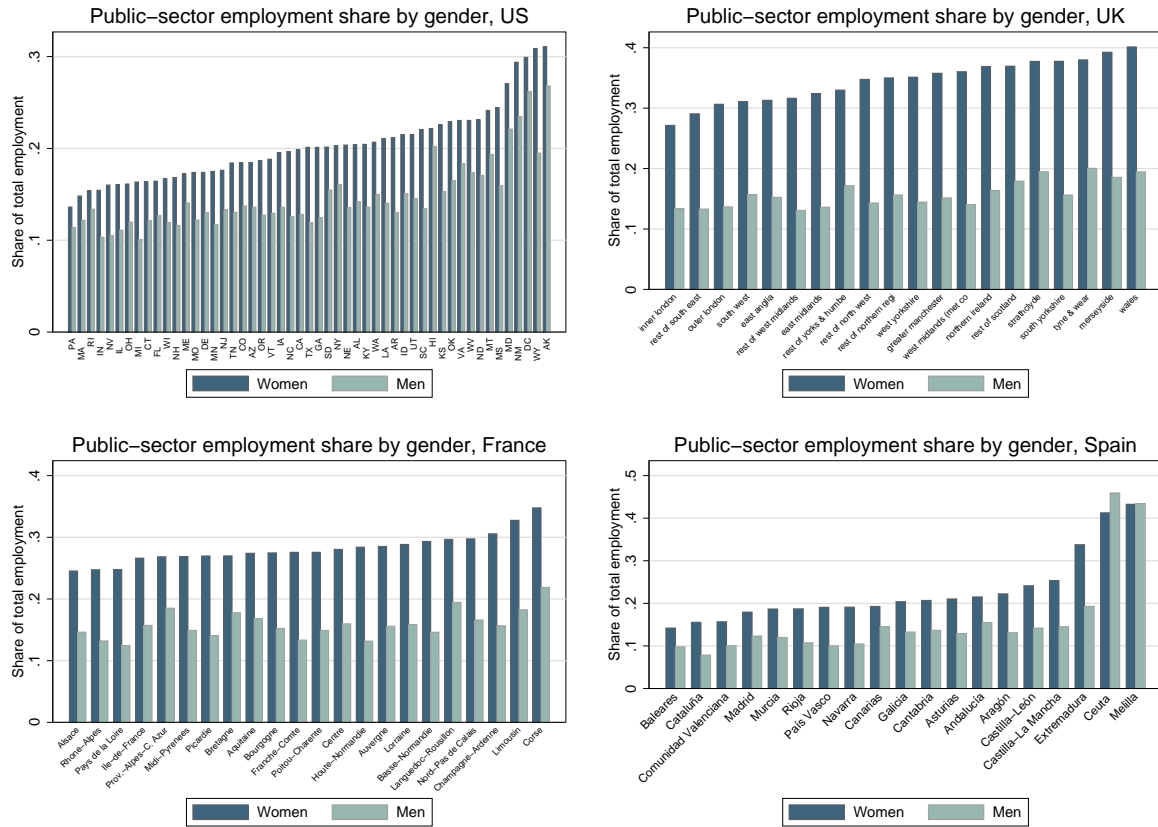 Public-sector employment share by gender, US
Share of total employment
0 .1 .2 .3
PA MA RI IN NV IL OH MI CT FL WI NH ME MO DE MN NJ TN CO AZ OR VT IA NC CA TX GA SD NY NE AL KY WA LA AR ID UT SC HI KS OK VA WV ND MT MS MD NM DC WY AK
Women Men
Public-sector employment share by gender, UK
Share of total employment
0 .1 .2 .3 .4
inner london
rest of south east
outer london
south west
east anglia
rest of west midlands
east midlands
rest of yorks & humbe
rest of north west
rest of northern regi
west yorkshire
greater manchester
west midlands (met co
northern ireland
rest of scotland
strathclyde
south yorkshire
tyne & wear
merseyside
wales
Women Men
Public-sector employment share by gender, France
Share of total employment
0 .1 .2 .3 .4
Alsace
Rhone-Alpes
Pays de la Loire
Ile-de-France
Prov.-Alpes-C. Azur
Midi-Pyrenees
Picardie
Bretagne
Aquitaine
Bourgogne
Franche-Comte
Poitou-Charente
Centre
Houte-Normandie
Auvergne
Lorraine
Basse-Normandie
Languedoc-Rousillon
Nord-Pas de Calais
Champagne-Ardenne
Limousin
Corse
Women Men
Public-sector employment share by gender, Spain
Share of total employment
0 .1 .2 .3 .4 .5
Baleares
Cataluña
Comunidad Valenciana
Madrid
Murcia
Rioja
País Vasco
Navarra
Canarias
Galicia
Cantabria
Asturias
Andalucía
Aragón
Castilla-León
Castilla-La Mancha
Extremadura
Ceuta
Melilla
Women Men